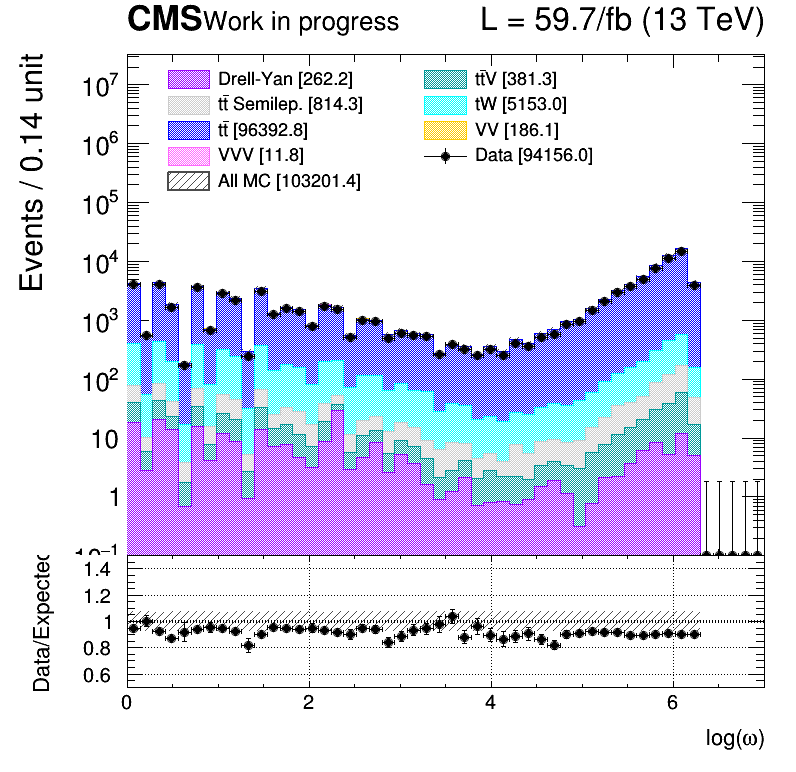 CMS Work in progress L = 59.7/fb (13 TeV)
Events / 0.14 unit
Drell-Yan [262.2]
tt̄ Semilep. [814.3]
tt̄ [96392.8]
VVV [11.8]
All MC [103201.4]
tt̄V [381.3]
tW [5153.0]
VV [186.1]
Data [94156.0]
10⁷
10⁶
10⁵
10⁴
10³
10²
10
1
10⁻¹
Data/Expected
1.4
1.2
1
0.8
0.6
0 2 4 6
log(ω)